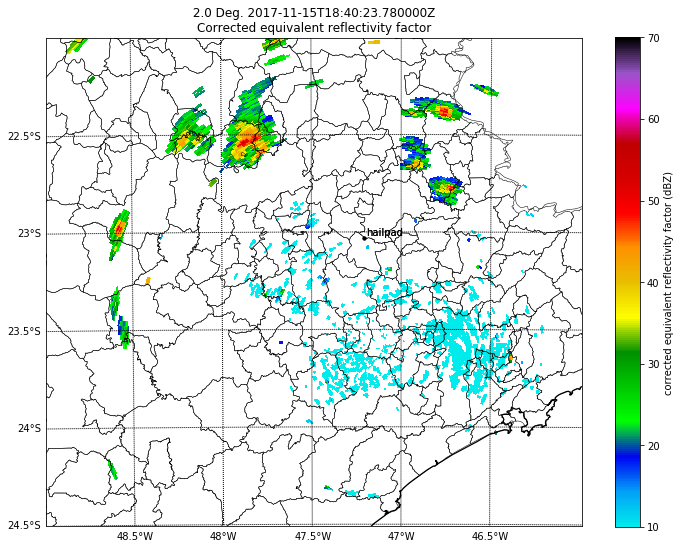 2.0 Deg. 2017-11-15T18:40:23.780000Z
Corrected equivalent reflectivity factor
70
60
50
40
30
20
10
corrected equivalent reflectivity factor (dBZ)
22.5°S
23°S
23.5°S
24°S
24.5°S
hailpad
48.5°W
48°W
47.5°W
47°W
46.5°W